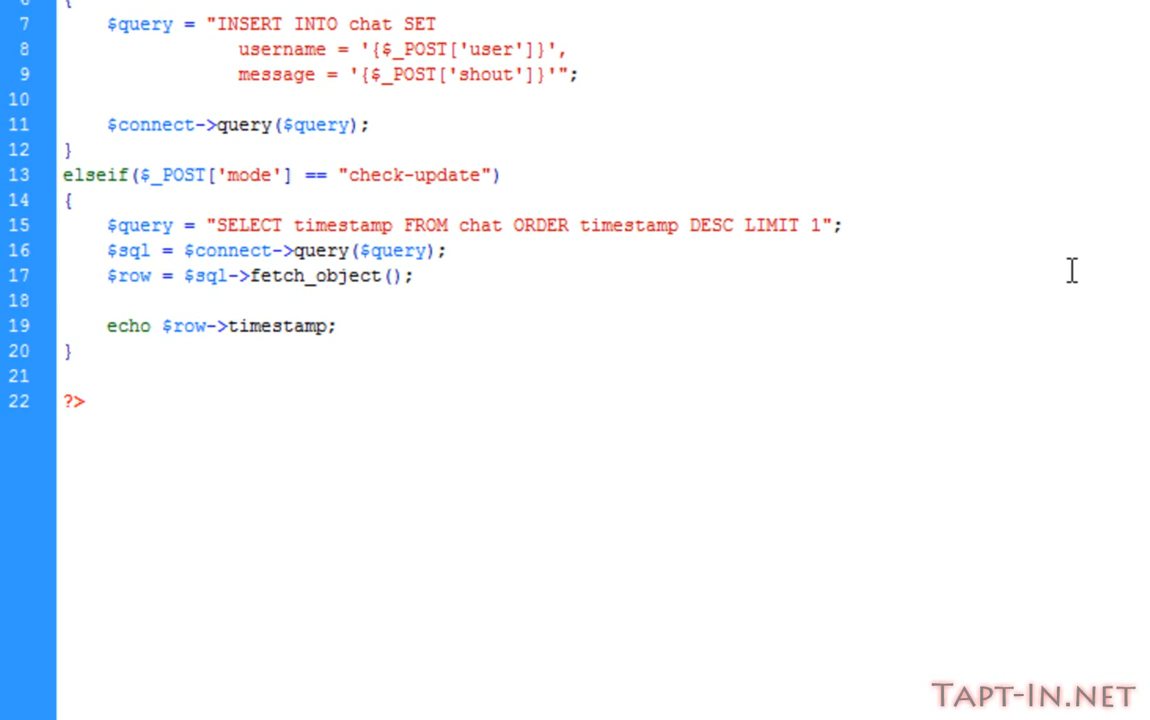 6 {
7 $query = "INSERT INTO chat SET
8 username = '{$_POST['user']}',
9 message = '{$_POST['shout']}'";
10
11 $connect->query($query);
12 }
13 elseif($_POST['mode'] == "check-update")
14 {
15 $query = "SELECT timestamp FROM chat ORDER timestamp DESC LIMIT 1";
16 $sql = $connect->query($query);
17 $row = $sql->fetch_object();
18
19 echo $row->timestamp;
20 }
21
22 ?>
TAPT-IN.NET